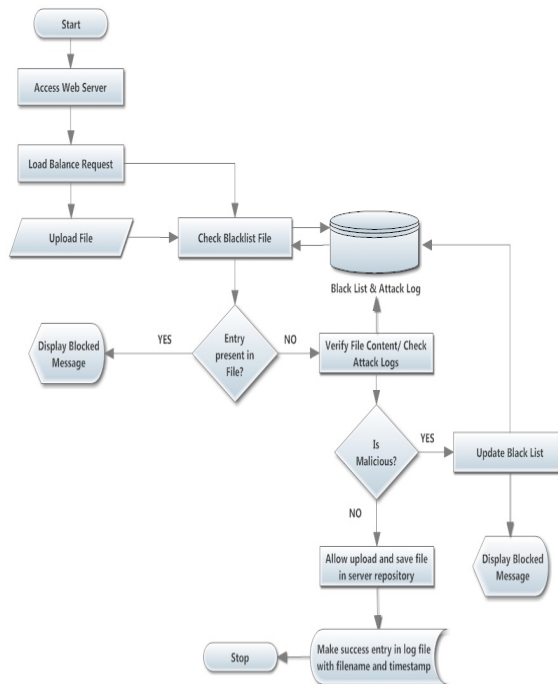 Start
Access Web Server
Load Balance Request
Upload File
Check Blacklist File
Black List & Attack Log
YES
NO
Display Blocked
Message
Entry
present in
File?
Verify File Content/ Check
Attack Logs
Is
Malicious?
YES
Update Black List
NO
Allow upload and save file
in server repository
Display Blocked
Message
Make success entry in log file
with filename and timestamp
Stop